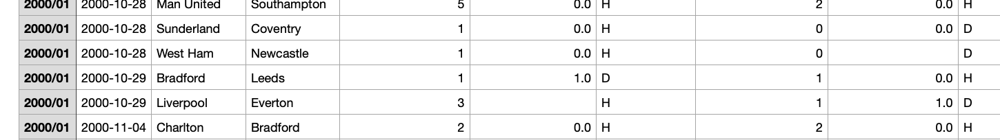 2000/01 2000-10-28 Man United Southampton 5 0.0 H 2 0.0 H
2000/01 2000-10-28 Sunderland Coventry 1 0.0 H 0 0.0 D
2000/01 2000-10-28 West Ham Newcastle 1 0.0 H 0 D
2000/01 2000-10-29 Bradford Leeds 1 1.0 D 1 0.0 H
2000/01 2000-10-29 Liverpool Everton 3 H 1 1.0 D
2000/01 2000-11-04 Charlton Bradford 2 0.0 H 2 0.0 H